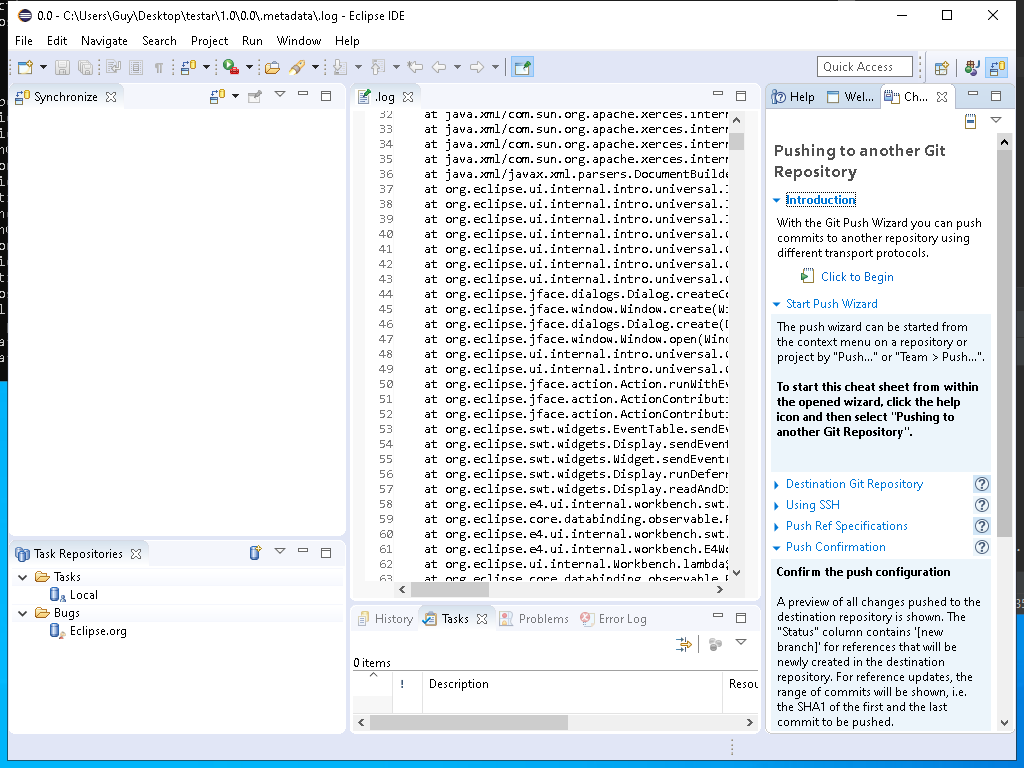 0.0 - C:\Users\Guy\Desktop\testar\1.0\0.0\.metadata\.log - Eclipse IDE
File Edit Navigate Search Project Run Window Help
Quick Access
Synchronize
.log
Help Wel... Ch...
32 at java.xml/com.sun.org.apache.xerces.intern
33 at java.xml/com.sun.org.apache.xerces.intern
34 at java.xml/com.sun.org.apache.xerces.intern
35 at java.xml/com.sun.org.apache.xerces.intern
36 at java.xml/javax.xml.parsers.DocumentBuilde
37 at org.eclipse.ui.internal.intro.universal.
38 at org.eclipse.ui.internal.intro.universal.
39 at org.eclipse.ui.internal.intro.universal.
40 at org.eclipse.ui.internal.intro.universal.
41 at org.eclipse.ui.internal.intro.universal.
42 at org.eclipse.ui.internal.intro.universal.
43 at org.eclipse.ui.internal.intro.universal.
44 at org.eclipse.jface.dialogs.Dialog.createCo
45 at org.eclipse.jface.window.Window.create(Wi
46 at org.eclipse.jface.dialogs.Dialog.create(D
47 at org.eclipse.jface.window.Window.open(Wind
48 at org.eclipse.ui.internal.intro.universal.
49 at org.eclipse.ui.internal.intro.universal.
50 at org.eclipse.jface.action.Action.runWithEv
51 at org.eclipse.jface.action.ActionContributi
52 at org.eclipse.jface.action.ActionContributi
53 at org.eclipse.swt.widgets.EventTable.sendEv
54 at org.eclipse.swt.widgets.Display.sendEvent
55 at org.eclipse.swt.widgets.Widget.sendEvent(
56 at org.eclipse.swt.widgets.Display.runDeferr
57 at org.eclipse.swt.widgets.Display.readAndDi
58 at org.eclipse.e4.ui.internal.workbench.swt.
59 at org.eclipse.core.databinding.observable.
60 at org.eclipse.e4.ui.internal.workbench.swt.
61 at org.eclipse.e4.ui.internal.workbench.E4Wo
62 at org.eclipse.ui.internal.Workbench.lambda$
63 at org.eclipse.core.databinding.observable.
Pushing to another Git
Repository
Introduction
With the Git Push Wizard you can push
commits to another repository using
different transport protocols.
Click to Begin
Start Push Wizard
The push wizard can be started from
the context menu on a repository or
project by "Push..." or "Team > Push...".
To start this cheat sheet from within
the opened wizard, click the help
icon and then select "Pushing to
another Git Repository".
Destination Git Repository
Using SSH
Push Ref Specifications
Push Confirmation
Confirm the push configuration
A preview of all changes pushed to the
destination repository is shown. The
"Status" column contains '[new
branch]' for references that will be
newly created in the destination
repository. For reference updates, the
range of commits will be shown, i.e.
the SHA1 of the first and the last
commit to be pushed.
Task Repositories
Tasks
Local
Bugs
Eclipse.org
History Tasks Problems Error Log
0 items
! Description Resou